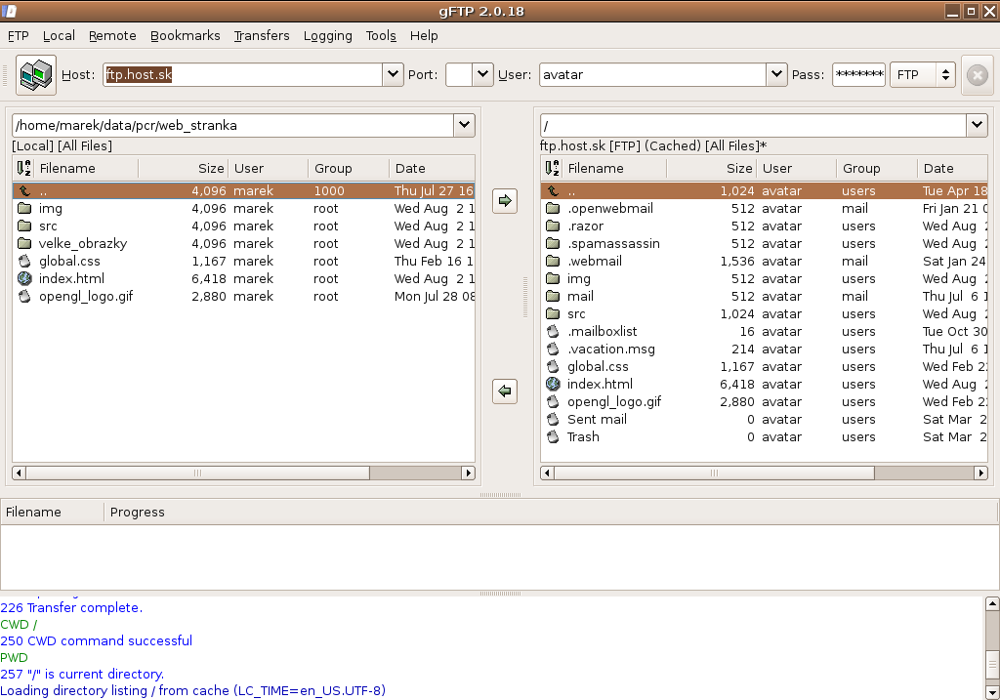 gFTP 2.0.18
FTP Local Remote Bookmarks Transfers Logging Tools Help
Host: ftp.host.sk Port: User: avatar Pass: ******** FTP
/home/marek/data/pcr/web_stranka
[Local] [All Files]
Filename Size User Group Date
.. 4,096 marek 1000 Thu Jul 27 16
img 4,096 marek root Wed Aug 2 1
src 4,096 marek root Wed Aug 2 1
velke_obrazky 4,096 marek root Wed Aug 2 1
global.css 1,167 marek root Thu Feb 16 1
index.html 6,418 marek root Wed Aug 2 1
opengl_logo.gif 2,880 marek root Mon Jul 28 08
/
ftp.host.sk [FTP] (Cached) [All Files]*
Filename Size User Group Date
.. 1,024 avatar users Tue Apr 18
.openwebmail 512 avatar mail Fri Jan 21 0
.razor 512 avatar users Wed Aug 2
.spamassassin 512 avatar users Wed Aug 2
.webmail 1,536 avatar mail Sat Jan 24
img 512 avatar users Wed Aug 2
mail 512 avatar mail Thu Jul 6 1
src 1,024 avatar users Wed Aug 2
.mailboxlist 16 avatar users Tue Oct 30
.vacation.msg 214 avatar users Thu Jul 6 1
global.css 1,167 avatar users Wed Feb 2
index.html 6,418 avatar users Wed Aug 2
opengl_logo.gif 2,880 avatar users Wed Feb 2
Sent mail 0 avatar users Sat Mar 2
Trash 0 avatar users Sat Mar 2
Filename Progress
226 Transfer complete.
CWD /
250 CWD command successful
PWD
257 "/" is current directory.
Loading directory listing / from cache (LC_TIME=en_US.UTF-8)